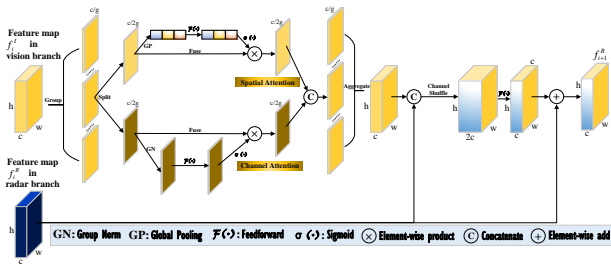 Feature map
f_i^I in
vision branch
h
c
w
Group
c/g
Split
c/2g
GP
F(·)
σ(·)
Fuse
c/2g
Spatial Attention
c/2g
GN
Fuse
F(·)
σ(·)
c/2g
Channel Attention
C
c/g
Aggregate
h
c
w
C
Channel
Shuffle
h
2c
w
F(·)
c
h
c
w
f_{i+1}^R
h
c
w
Feature map
f_i^R in
radar branch
h
c
w
GN: Group Norm GP: Global Pooling F(·): Feedforward σ(·): Sigmoid × Element-wise product C Concatenate + Element-wise add